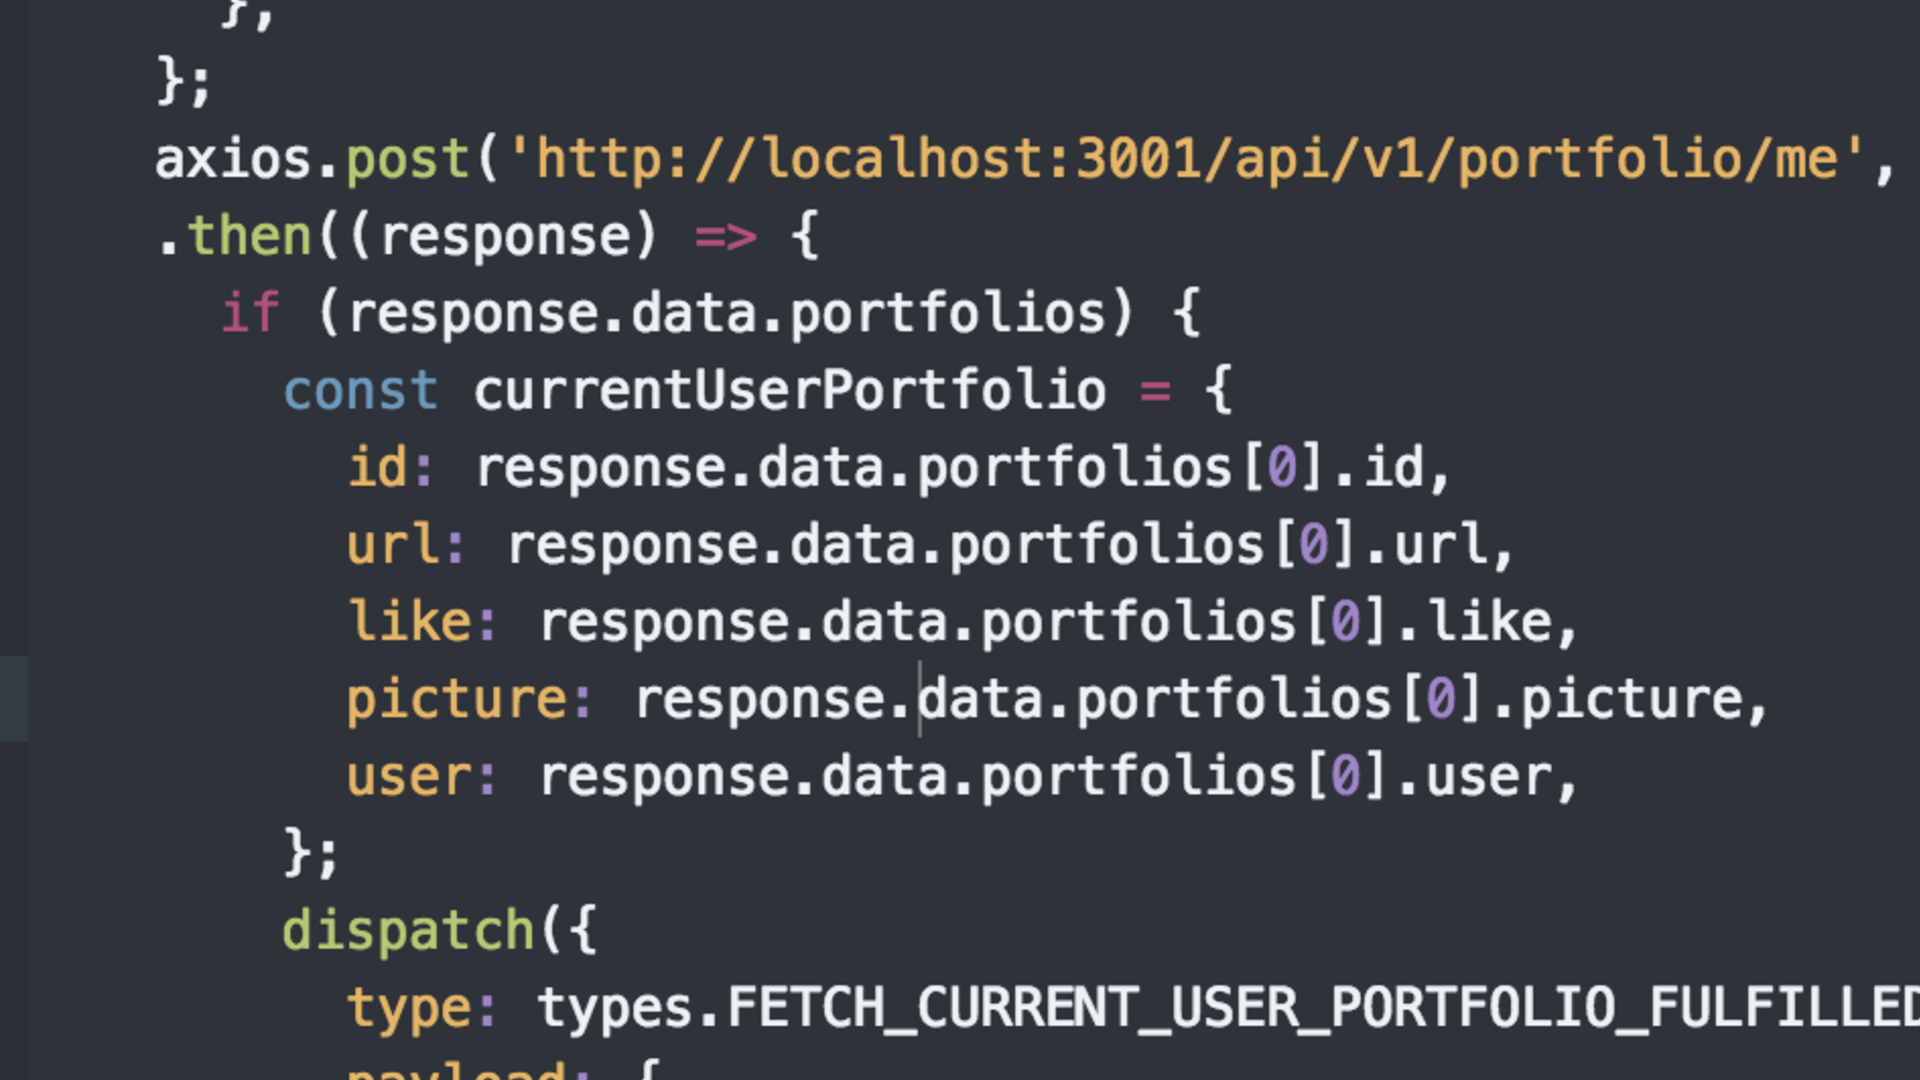 },
};
axios.post('http://localhost:3001/api/v1/portfolio/me',
.then((response) => {
if (response.data.portfolios) {
const currentUserPortfolio = {
id: response.data.portfolios[0].id,
url: response.data.portfolios[0].url,
like: response.data.portfolios[0].like,
picture: response.data.portfolios[0].picture,
user: response.data.portfolios[0].user,
};
dispatch({
type: types.FETCH_CURRENT_USER_PORTFOLIO_FULFILLED
payload: {